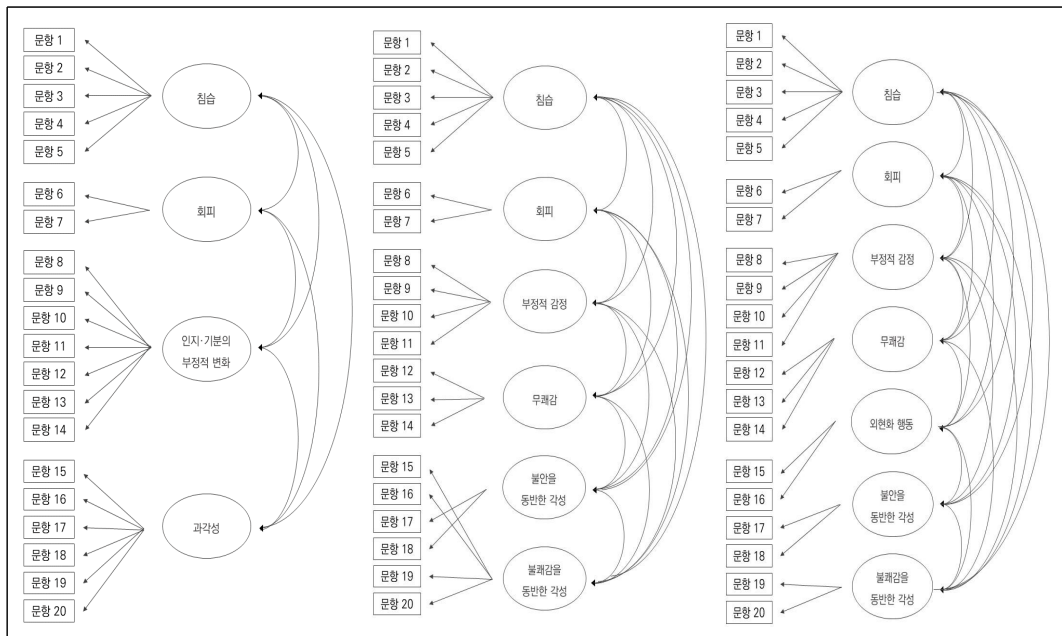 문항 1
문항 2
문항 3
문항 4
문항 5
문항 6
문항 7
문항 8
문항 9
문항 10
문항 11
문항 12
문항 13
문항 14
문항 15
문항 16
문항 17
문항 18
문항 19
문항 20
침습
회피
인지·기분의
부정적 변화
과각성
문항 1
문항 2
문항 3
문항 4
문항 5
문항 6
문항 7
문항 8
문항 9
문항 10
문항 11
문항 12
문항 13
문항 14
문항 15
문항 16
문항 17
문항 18
문항 19
문항 20
침습
회피
부정적 감정
무쾌감
불안을
동반한 각성
불쾌감을
동반한 각성
문항 1
문항 2
문항 3
문항 4
문항 5
문항 6
문항 7
문항 8
문항 9
문항 10
문항 11
문항 12
문항 13
문항 14
문항 15
문항 16
문항 17
문항 18
문항 19
문항 20
침습
회피
부정적 감정
무쾌감
외현화 행동
불안을
동반한 각성
불쾌감을
동반한 각성